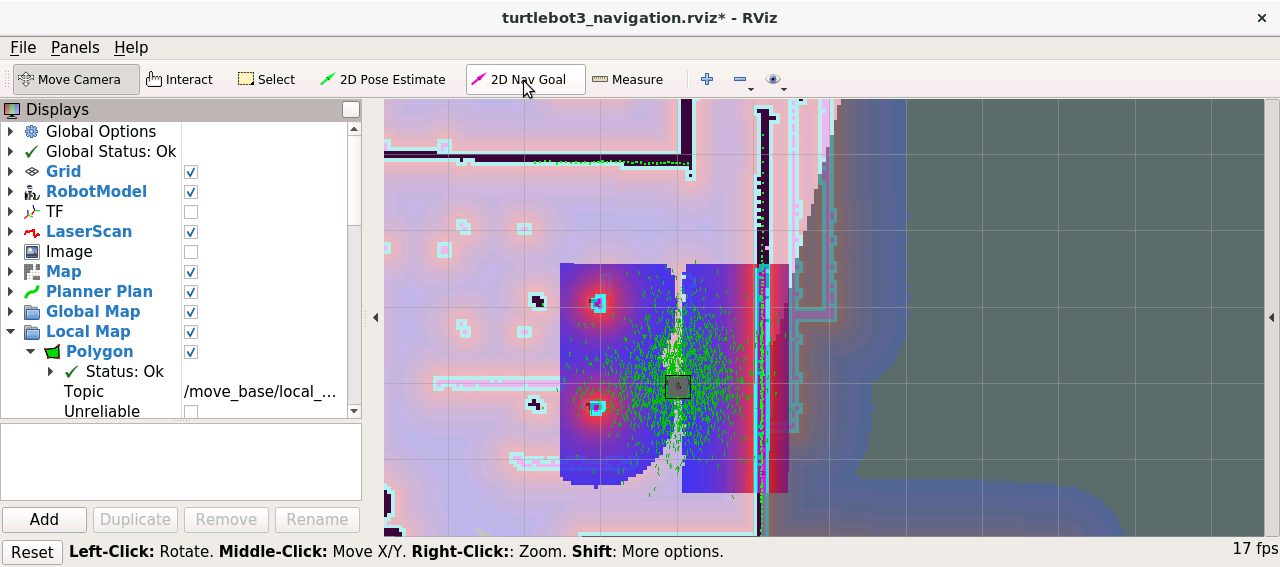 turtlebot3_navigation.rviz* - RViz
File Panels Help
Move Camera Interact Select 2D Pose Estimate 2D Nav Goal Measure
Displays
Global Options
Global Status: Ok
Grid
RobotModel
TF
LaserScan
Image
Map
Planner Plan
Global Map
Local Map
Polygon
Status: Ok
Topic /move_base/local_...
Unreliable
Add Duplicate Remove Rename
Reset Left-Click: Rotate. Middle-Click: Move X/Y. Right-Click:: Zoom. Shift: More options. 17 fps